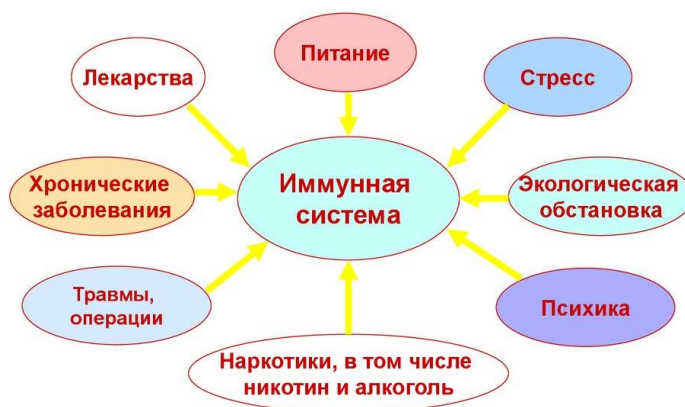 Питание
Лекарства
Стресс
Хронические
заболевания
Иммунная
система
Экологическая
обстановка
Травмы,
операции
Психика
Наркотики, в том числе
никотин и алкоголь